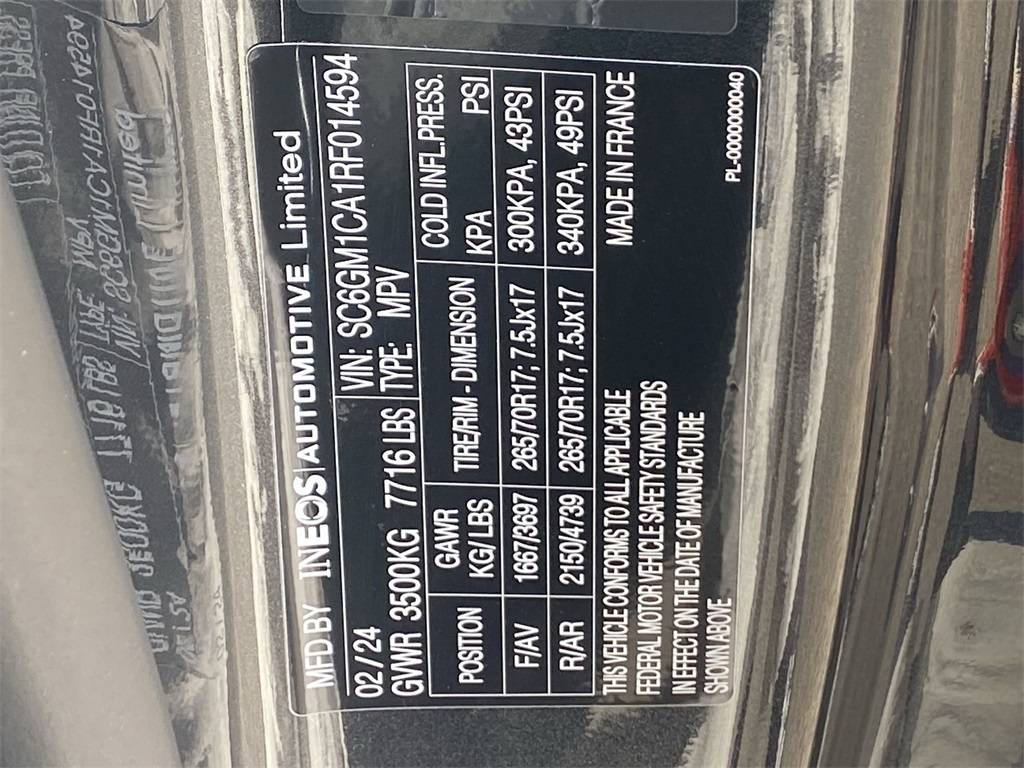 MFD BY INEOS|AUTOMOTIVE Limited
02 / 24 VIN: SC6GM1CA1RF014594
GVWR 3500KG 7716 LBS TYPE: MPV
POSITION GAWR KG/LBS TIRE/RIM - DIMENSION COLD INFL.PRESS. KPA PSI
F/AV 1667/3697 265/70R17; 7.5Jx17 300KPA, 43PSI
R/AR 2150/4739 265/70R17; 7.5Jx17 340KPA, 49PSI
THIS VEHICLE CONFORMS TO ALL APPLICABLE MADE IN FRANCE
FEDERAL MOTOR VEHICLE SAFETY STANDARDS
IN EFFECT ON THE DATE OF MANUFACTURE
SHOWN ABOVE
PL-0000000040